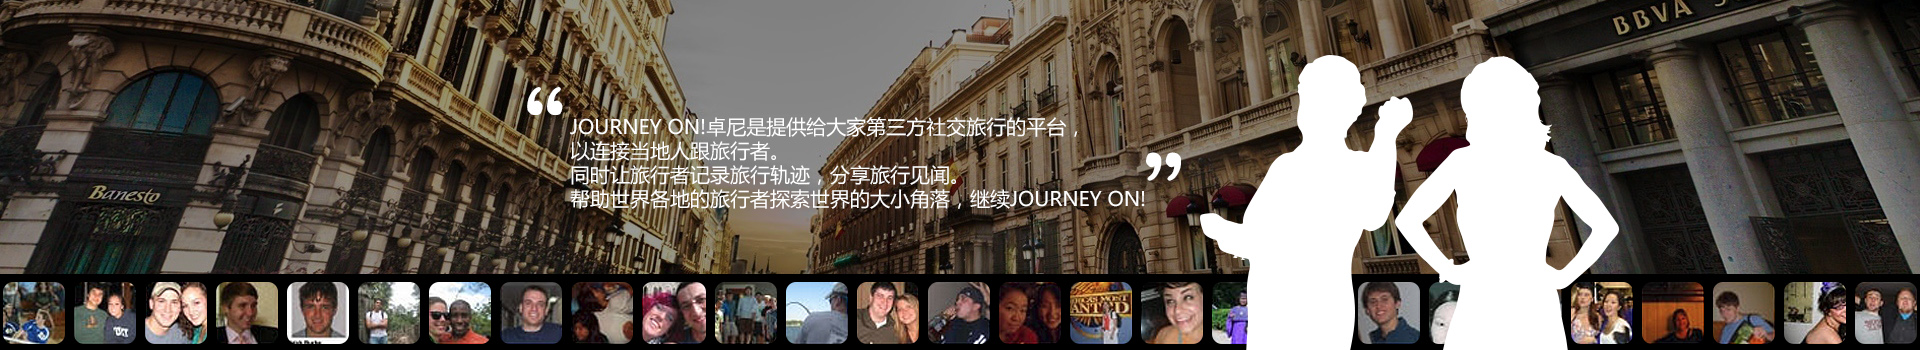 BBVA
“
JOURNEY ON!卓尼是提供给大家第三方社交旅行的平台，
以连接当地人跟旅行者。
同时让旅行者记录旅行轨迹，分享旅行见闻。
帮助世界各地的旅行者探索世界的大小角落，继续JOURNEY ON!
”
Banesto